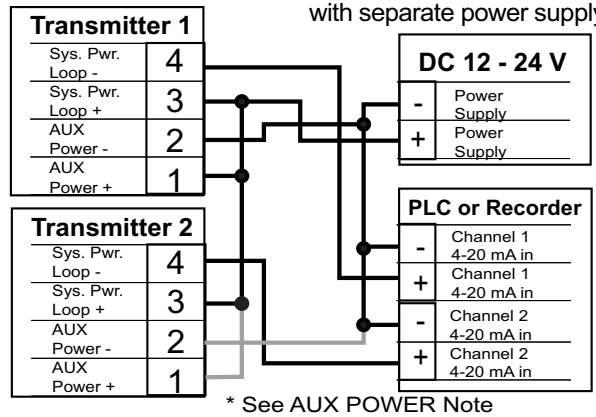 with separate power supply
Transmitter 1
Sys. Pwr.
Loop -
4
Sys. Pwr.
Loop +
3
AUX
Power -
2
AUX
Power +
1
DC 12 - 24 V
-
Power
Supply
+
Power
Supply
Transmitter 2
Sys. Pwr.
Loop -
4
Sys. Pwr.
Loop +
3
AUX
Power -
2
AUX
Power +
1
PLC or Recorder
-
Channel 1
4-20 mA in
+
Channel 1
4-20 mA in
-
Channel 2
4-20 mA in
+
Channel 2
4-20 mA in
* See AUX POWER Note